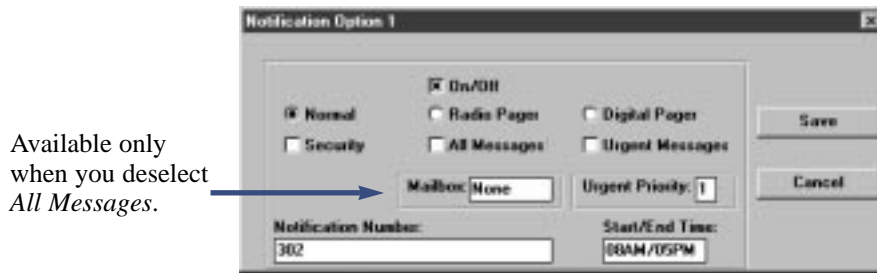 Notification Option 1
On/Off
Normal
Radio Pager
Digital Pager
Save
Security
All Messages
Urgent Messages
Available only
when you deselect
All Messages.
Mailbox: None
Urgent Priority: 1
Cancel
Notification Number:
Start/End Time:
302
08AM/05PM